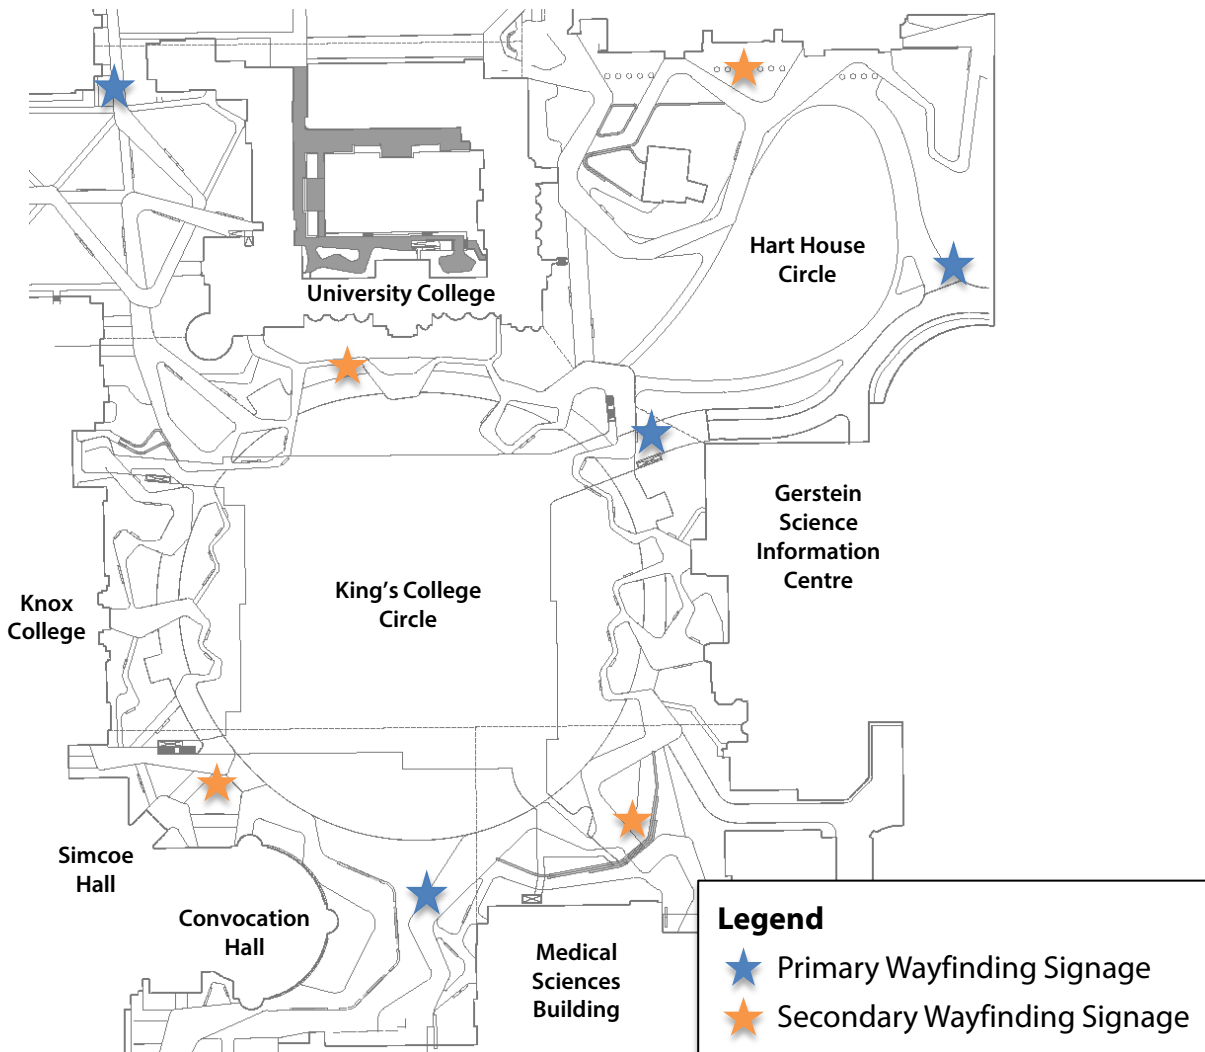 Hart House
Circle
University College
Gerstein
Science
Information
Centre
King's College
Circle
Knox
College
Simcoe
Hall
Convocation
Hall
Medical
Sciences
Building
Legend
Primary Wayfinding Signage
Secondary Wayfinding Signage